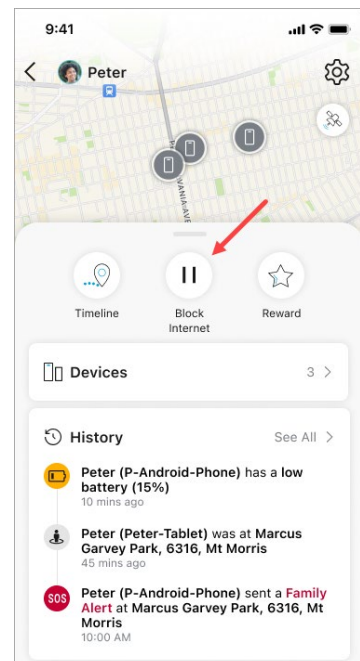 9:41
Peter
VANIA AVE
Timeline
Block
Internet
Reward
Devices
3
History
See All
Peter (P-Android-Phone) has a low
battery (15%)
10 mins ago
Peter (Peter-Tablet) was at Marcus
Garvey Park, 6316, Mt Morris
45 mins ago
SOS
Peter (P-Android-Phone) sent a Family
Alert at Marcus Garvey Park, 6316, Mt
Morris
10:00 AM